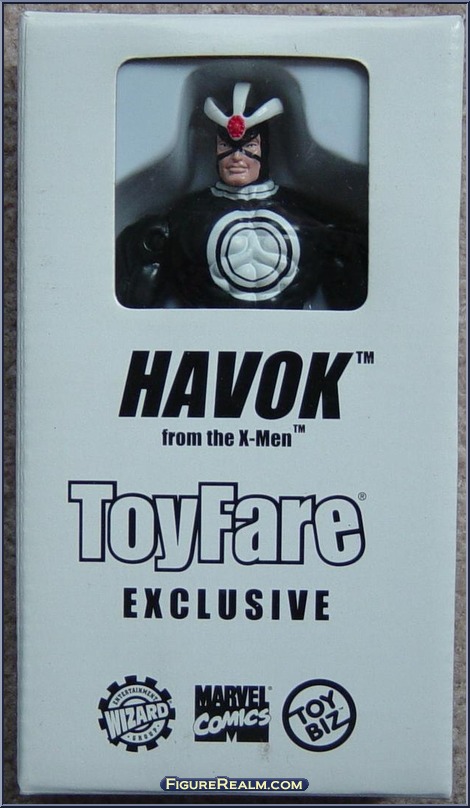 HAVOK™
from the X-Men™
ToyFare®
EXCLUSIVE
ENTERTAINMENT
WIZARD
GROUP
MARVEL
COMICS
TOY
BIZ
FIGUREREALM.COM